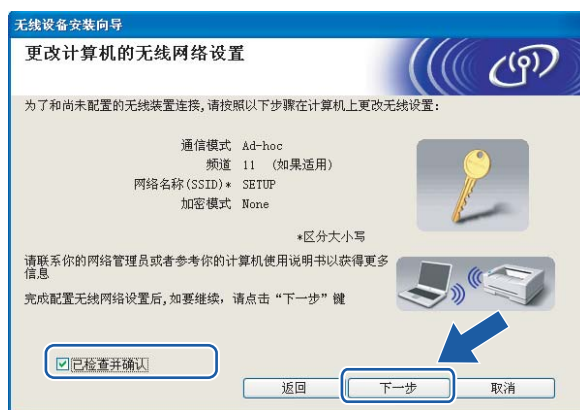 无线设备安装向导
更改计算机的无线网络设置
为了和尚未配置的无线装置连接,请按照以下步骤在计算机上更改无线设置:
通信模式 Ad-hoc
频道 11 (如果适用)
网络名称(SSID)* SETUP
加密模式 None
*区分大小写
请联系你的网络管理员或者参考你的计算机使用说明书以获得更多
信息
完成配置无线网络设置后,如要继续，请点击“下一步”键
已检查并确认
返回 下一步 取消